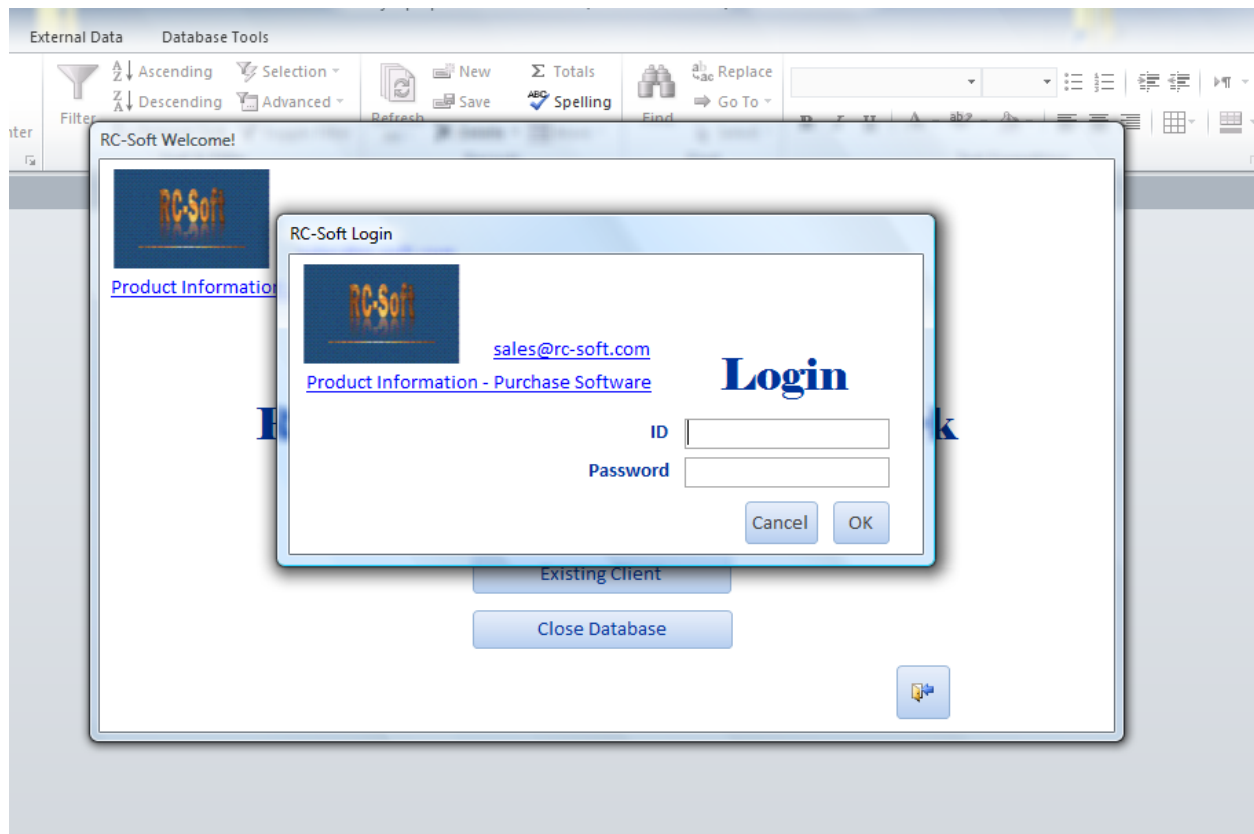 External Data Database Tools
Ascending Selection New Σ Totals Replace
Descending Advanced Save Spelling Go To
Filter Refresh Find
RC-Soft Welcome!
RC-Soft
RC-Soft Login
Product Information
RC-Soft
sales@rc-soft.com
Product Information - Purchase Software
Login
ID
Password
Cancel OK
Existing Client
Close Database